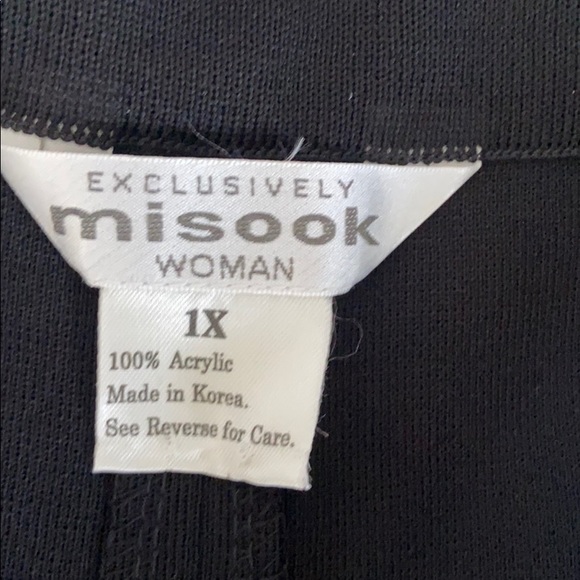 EXCLUSIVELY
misook
WOMAN
1X
100% Acrylic
Made in Korea.
See Reverse for Care.